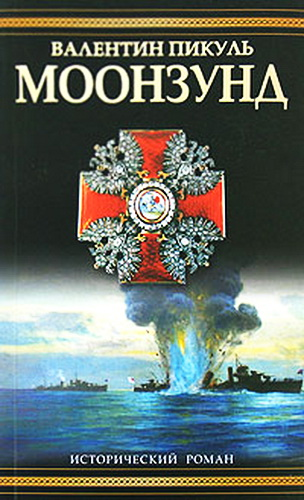 ВАЛЕНТИН ПИКУЛЬ
МООНЗУНД
ИСТОРИЧЕСКИЙ РОМАН